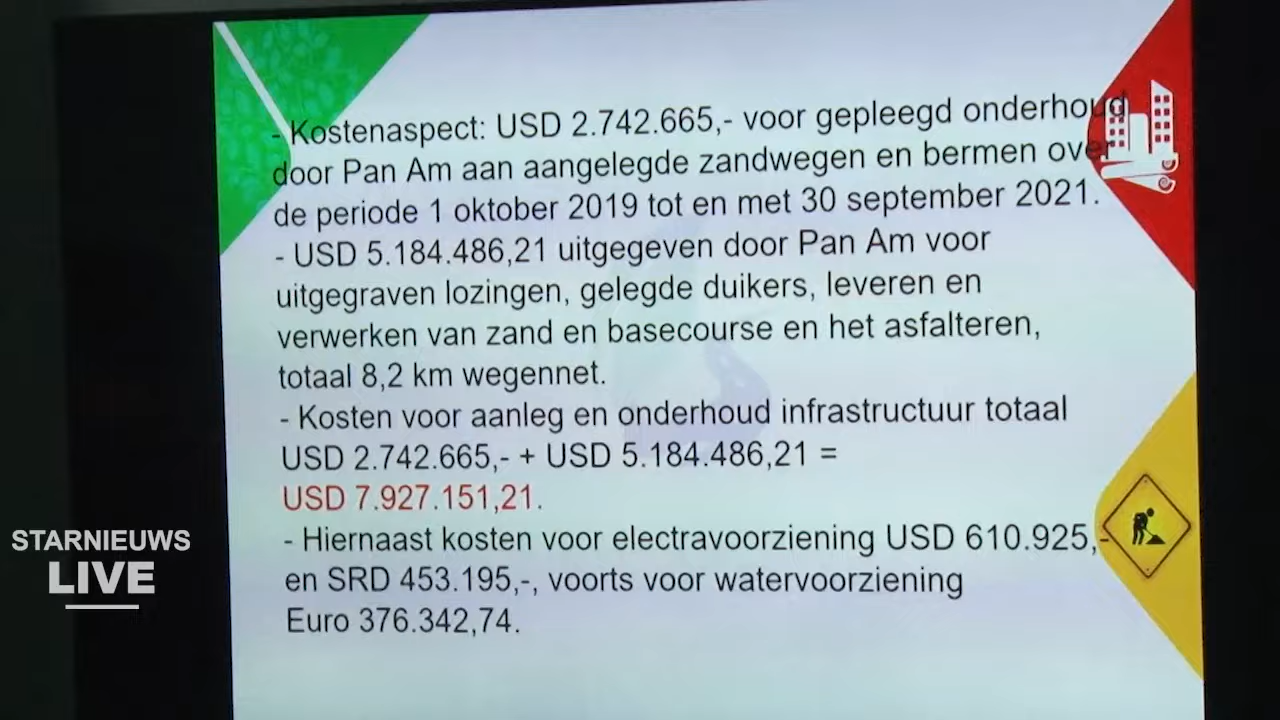 - Kostenaspect: USD 2.742.665,- voor gepleegd onderhoud
door Pan Am aan aangelegde zandwegen en bermen over
de periode 1 oktober 2019 tot en met 30 september 2021.
- USD 5.184.486,21 uitgegeven door Pan Am voor
uitgegraven lozingen, gelegde duikers, leveren en
verwerken van zand en basecourse en het asfalteren,
totaal 8,2 km wegennet.
- Kosten voor aanleg en onderhoud infrastructuur totaal
USD 2.742.665,- + USD 5.184.486,21 =
USD 7.927.151,21.
- Hiernaast kosten voor electravoorziening USD 610.925,-
en SRD 453.195,-, voorts voor watervoorziening
Euro 376.342,74.
STARNIEUWS
LIVE